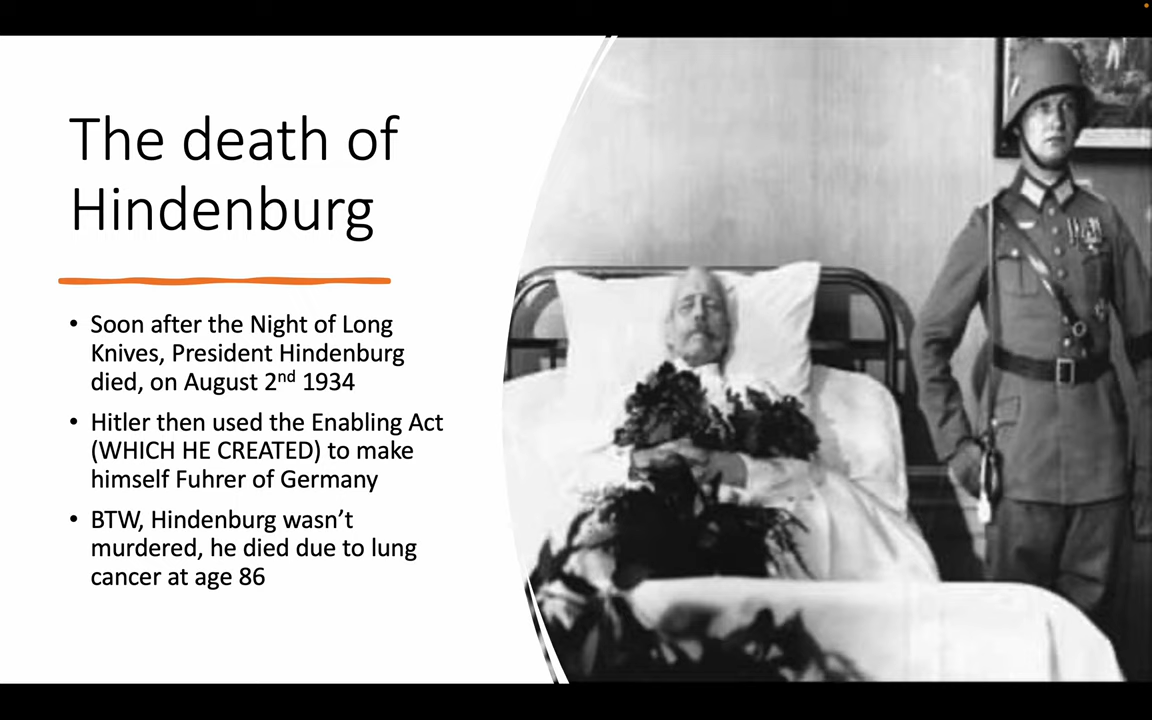 The death of
Hindenburg
• Soon after the Night of Long
Knives, President Hindenburg
died, on August 2nd 1934
• Hitler then used the Enabling Act
(WHICH HE CREATED) to make
himself Fuhrer of Germany
• BTW, Hindenburg wasn’t
murdered, he died due to lung
cancer at age 86